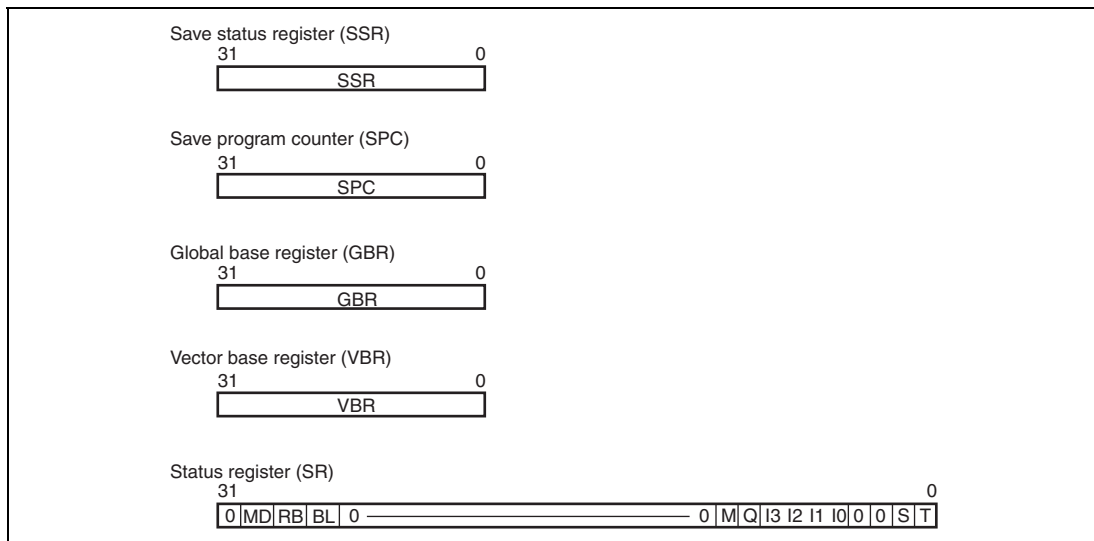 Save status register (SSR)
31 0
SSR
Save program counter (SPC)
31 0
SPC
Global base register (GBR)
31 0
GBR
Vector base register (VBR)
31 0
VBR
Status register (SR)
31 0
0 MD RB BL 0 0 M Q I3 I2 I1 I0 0 0 S T